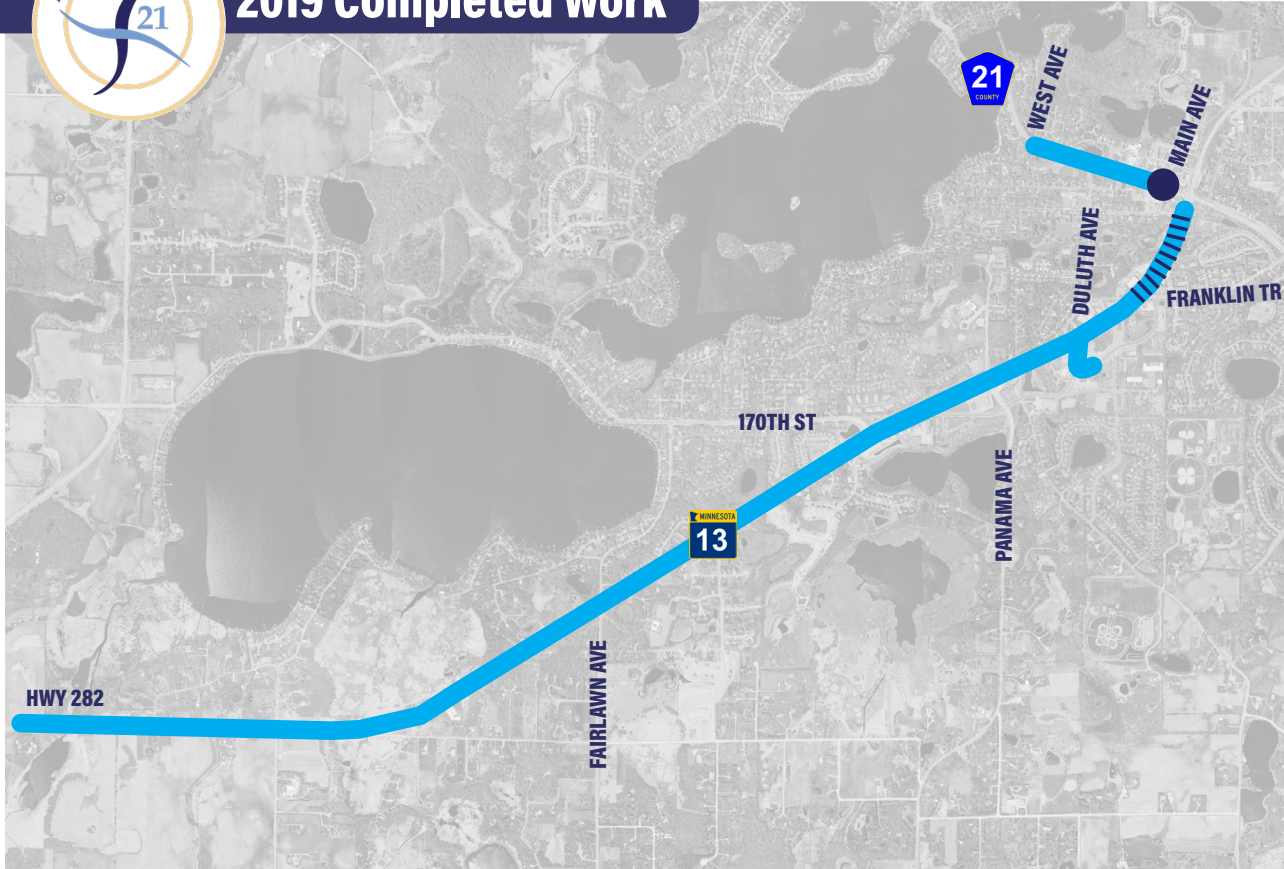 21
2019 Completed Work
21
COUNTY
WEST AVE
MAIN AVE
DULUTH AVE
FRANKLIN TR
170TH ST
PANAMA AVE
MINNESOTA
13
FAIRLAWN AVE
HWY 282